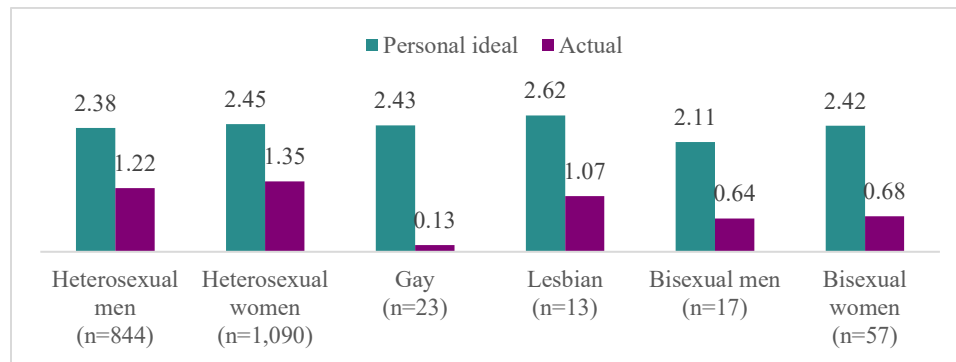 Personal ideal Actual
2.38 2.45 2.43 2.62 2.11 2.42
1.22 1.35 0.13 1.07 0.64 0.68
Heterosexual men (n=844)
Heterosexual women (n=1,090)
Gay (n=23)
Lesbian (n=13)
Bisexual men (n=17)
Bisexual women (n=57)